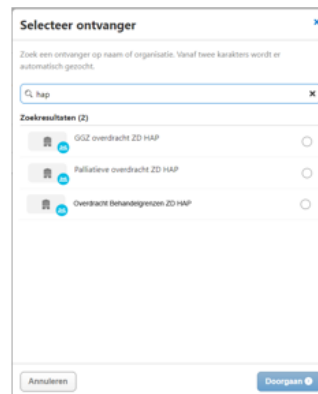 Selecteer ontvanger
Zoek een ontvanger op naam of organisatie. Vanaf twee karakters wordt er
automatisch gezocht.
hap
Zoekresultaten (2)
GGZ overdracht ZD HAP
Palliatieve overdracht ZD HAP
Overdracht Behandelgrenzen ZD HAP
Annuleren
Doorgaan